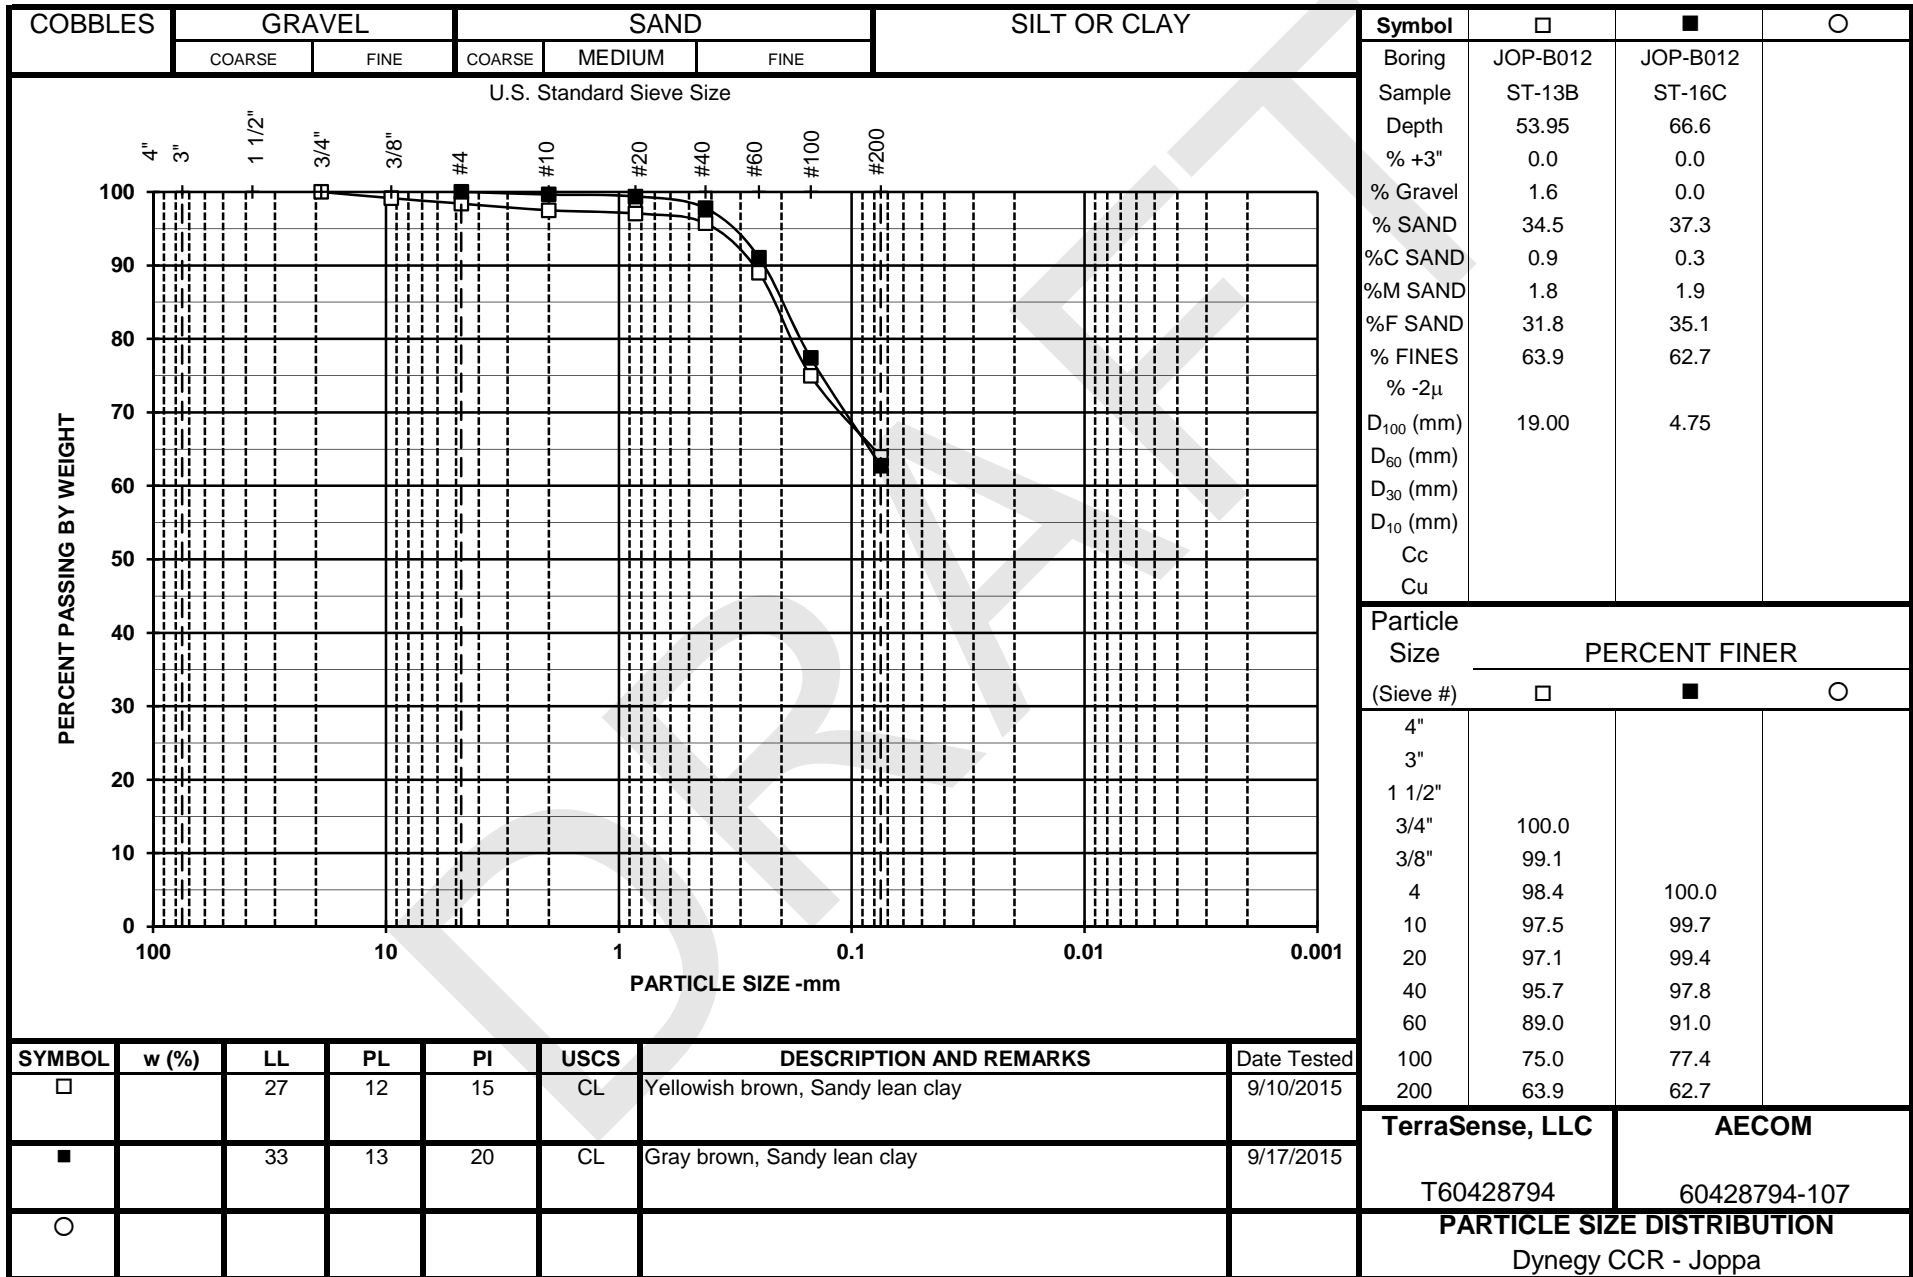 COBBLES GRAVEL SAND SILT OR CLAY
COARSE FINE COARSE MEDIUM FINE
U.S. Standard Sieve Size
4" 3" 1 1/2" 3/4" 3/8" #4 #10 #20 #40 #60 #100 #200
100
90
80
70
60
50
40
30
20
10
0
PERCENT PASSING BY WEIGHT
100 10 1 0.1 0.01 0.001
PARTICLE SIZE -mm
DRAFT
Symbol □ ■ ○
Boring JOP-B012 JOP-B012
Sample ST-13B ST-16C
Depth 53.95 66.6
% +3" 0.0 0.0
% Gravel 1.6 0.0
% SAND 34.5 37.3
%C SAND 0.9 0.3
%M SAND 1.8 1.9
%F SAND 31.8 35.1
% FINES 63.9 62.7
% -2µ
D100 (mm) 19.00 4.75
D60 (mm)
D30 (mm)
D10 (mm)
Cc
Cu
Particle
Size PERCENT FINER
(Sieve #) □ ■ ○
4"
3"
1 1/2"
3/4" 100.0
3/8" 99.1
4 98.4 100.0
10 97.5 99.7
20 97.1 99.4
40 95.7 97.8
60 89.0 91.0
100 75.0 77.4
200 63.9 62.7
SYMBOL w (%) LL PL PI USCS DESCRIPTION AND REMARKS Date Tested
□ 27 12 15 CL Yellowish brown, Sandy lean clay 9/10/2015
■ 33 13 20 CL Gray brown, Sandy lean clay 9/17/2015
○
TerraSense, LLC AECOM
T60428794 60428794-107
PARTICLE SIZE DISTRIBUTION
Dynegy CCR - Joppa